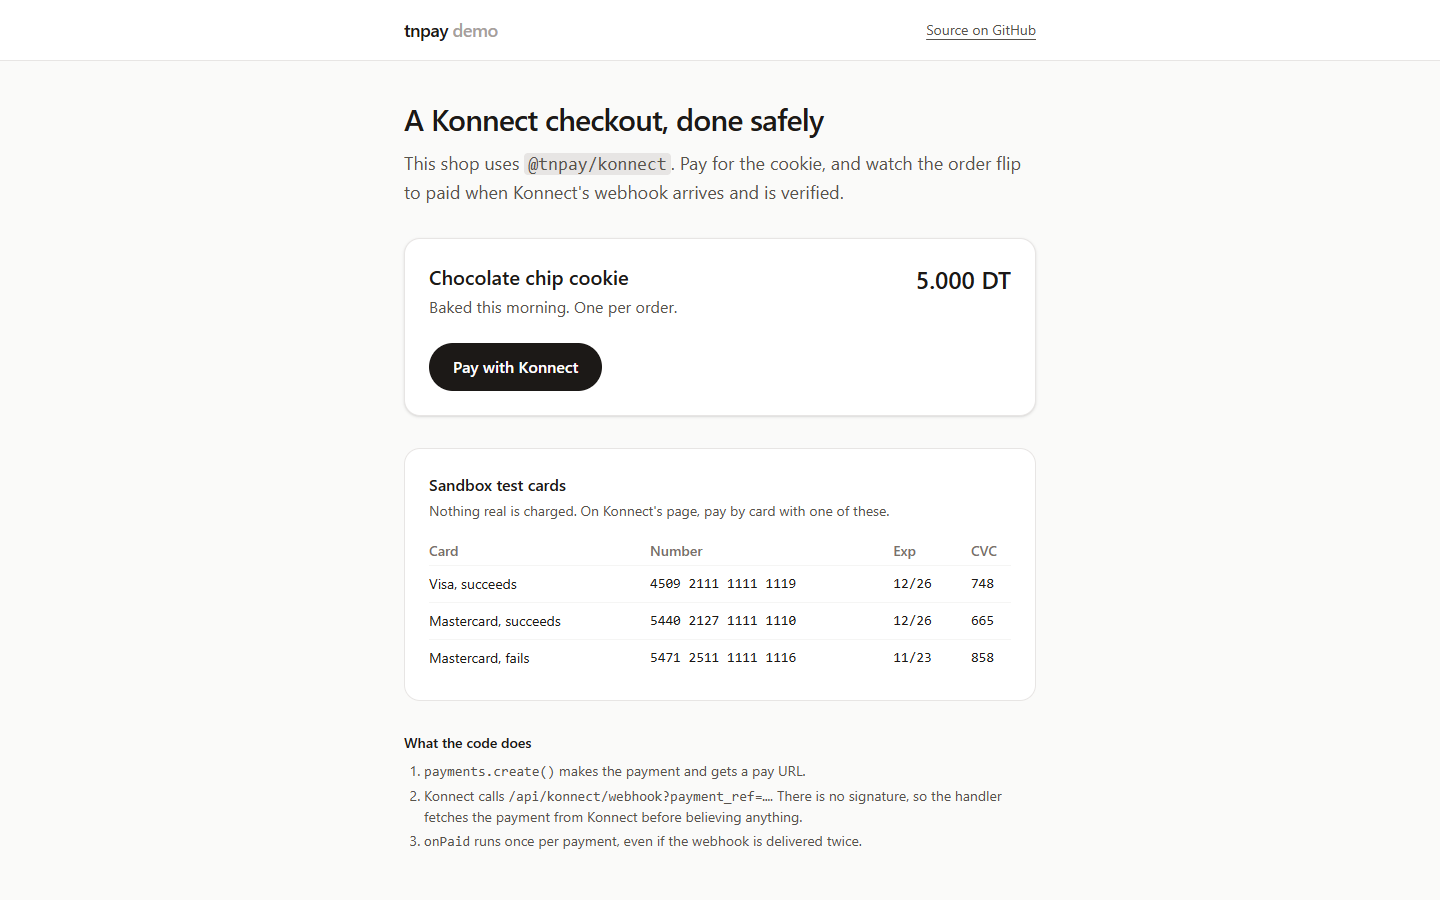 tnpay demo
Source on GitHub
A Konnect checkout, done safely
This shop uses @tnpay/konnect. Pay for the cookie, and watch the order flip
to paid when Konnect's webhook arrives and is verified.
Chocolate chip cookie
5.000 DT
Baked this morning. One per order.
Pay with Konnect
Sandbox test cards
Nothing real is charged. On Konnect's page, pay by card with one of these.
Card Number Exp CVC
Visa, succeeds 4509 2111 1111 1119 12/26 748
Mastercard, succeeds 5440 2127 1111 1110 12/26 665
Mastercard, fails 5471 2511 1111 1116 11/23 858
What the code does
1. payments.create() makes the payment and gets a pay URL.
2. Konnect calls /api/konnect/webhook?payment_ref=…. There is no signature, so the handler
fetches the payment from Konnect before believing anything.
3. onPaid runs once per payment, even if the webhook is delivered twice.